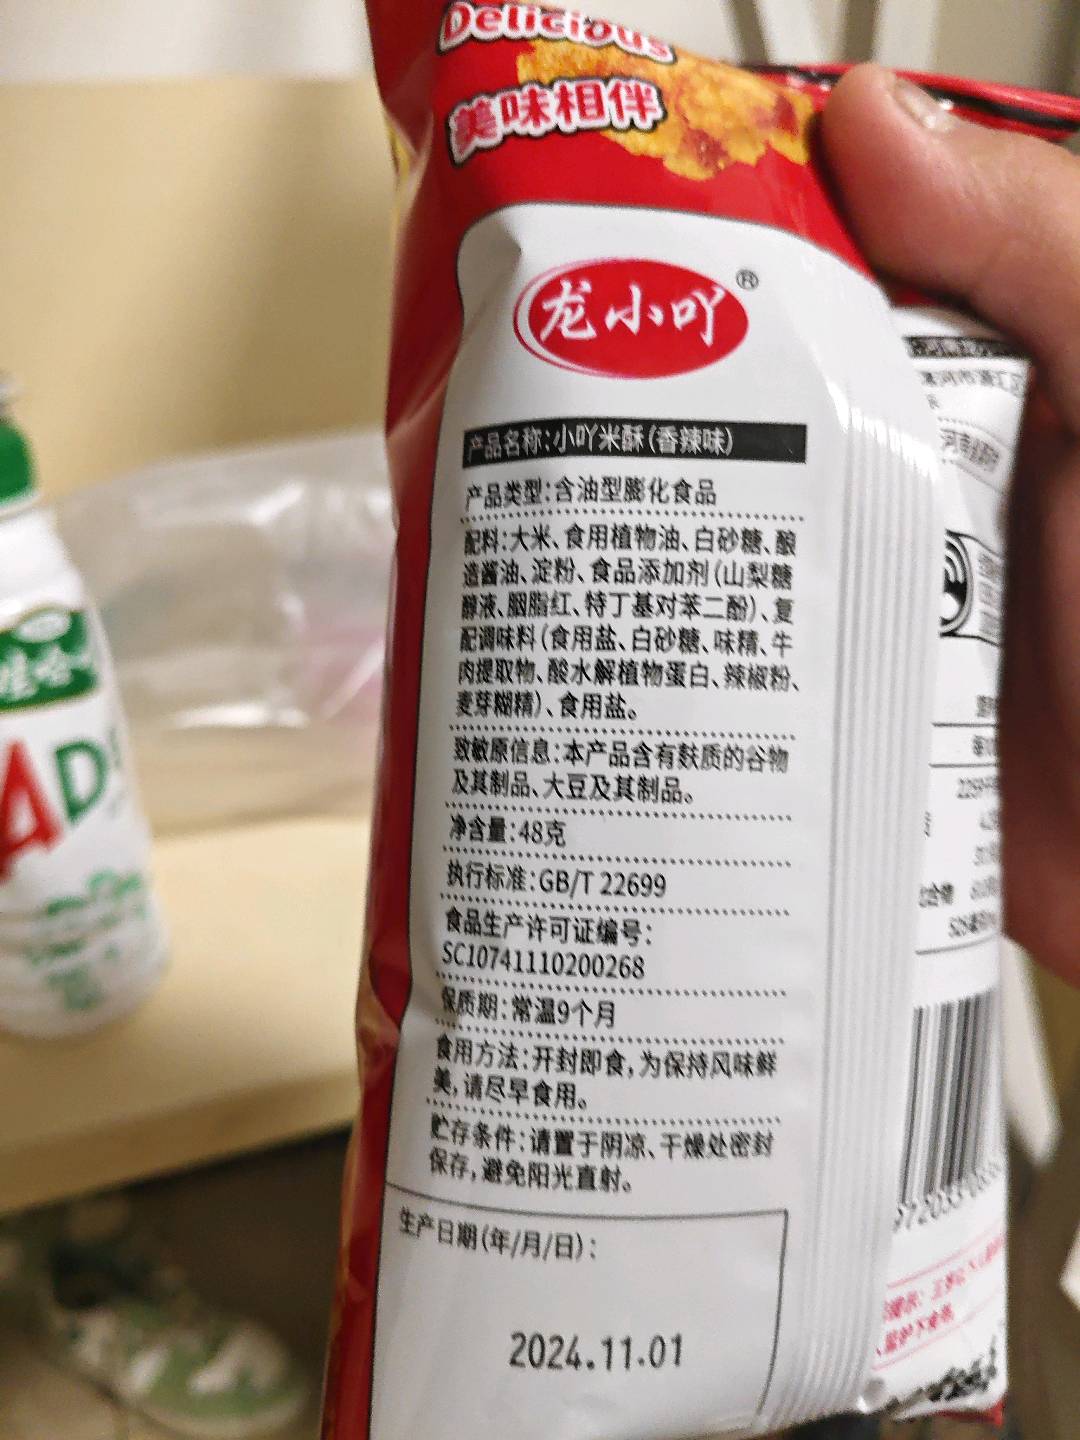 Delicious
美味相伴
龙小吖®
产品名称:小吖米酥(香辣味)
产品类型:含油型膨化食品
配料:大米、食用植物油、白砂糖、酿
造酱油、淀粉、食品添加剂(山梨糖
醇液、胭脂红、特丁基对苯二酚)、复
配调味料(食用盐、白砂糖、味精、牛
肉提取物、酸水解植物蛋白、辣椒粉、
麦芽糊精)、食用盐。
致敏原信息:本产品含有麸质的谷物
及其制品、大豆及其制品。
净含量:48克
执行标准:GB/T 22699
食品生产许可证编号:
SC10741110200268
保质期:常温9个月
食用方法:开封即食,为保持风味鲜
美,请尽早食用。
贮存条件:请置于阴凉、干燥处密封
保存,避免阳光直射。
生产日期(年/月/日):
2024.11.01
AD